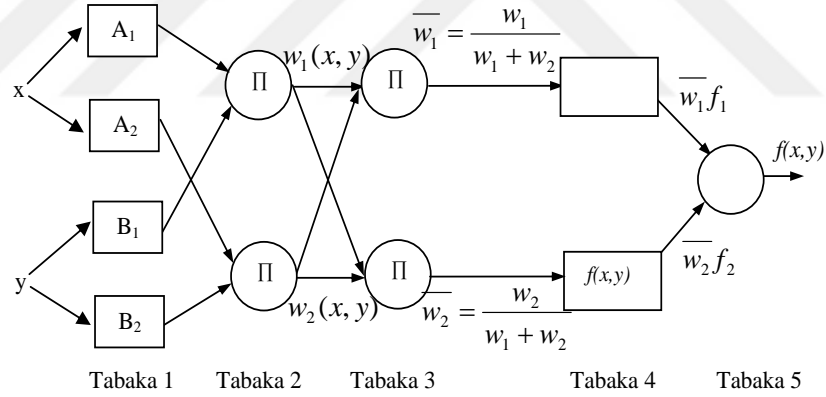 x
A₁
A₂
y
B₁
B₂
Π
Π
w₁(x, y)
w₂(x, y)
Π
Π
w̅₁ = w₁ / (w₁ + w₂)
w̅₂ = w₂ / (w₁ + w₂)
f(x,y)
w̅₁f₁
w̅₂f₂
f(x,y)
Tabaka 1 Tabaka 2 Tabaka 3 Tabaka 4 Tabaka 5